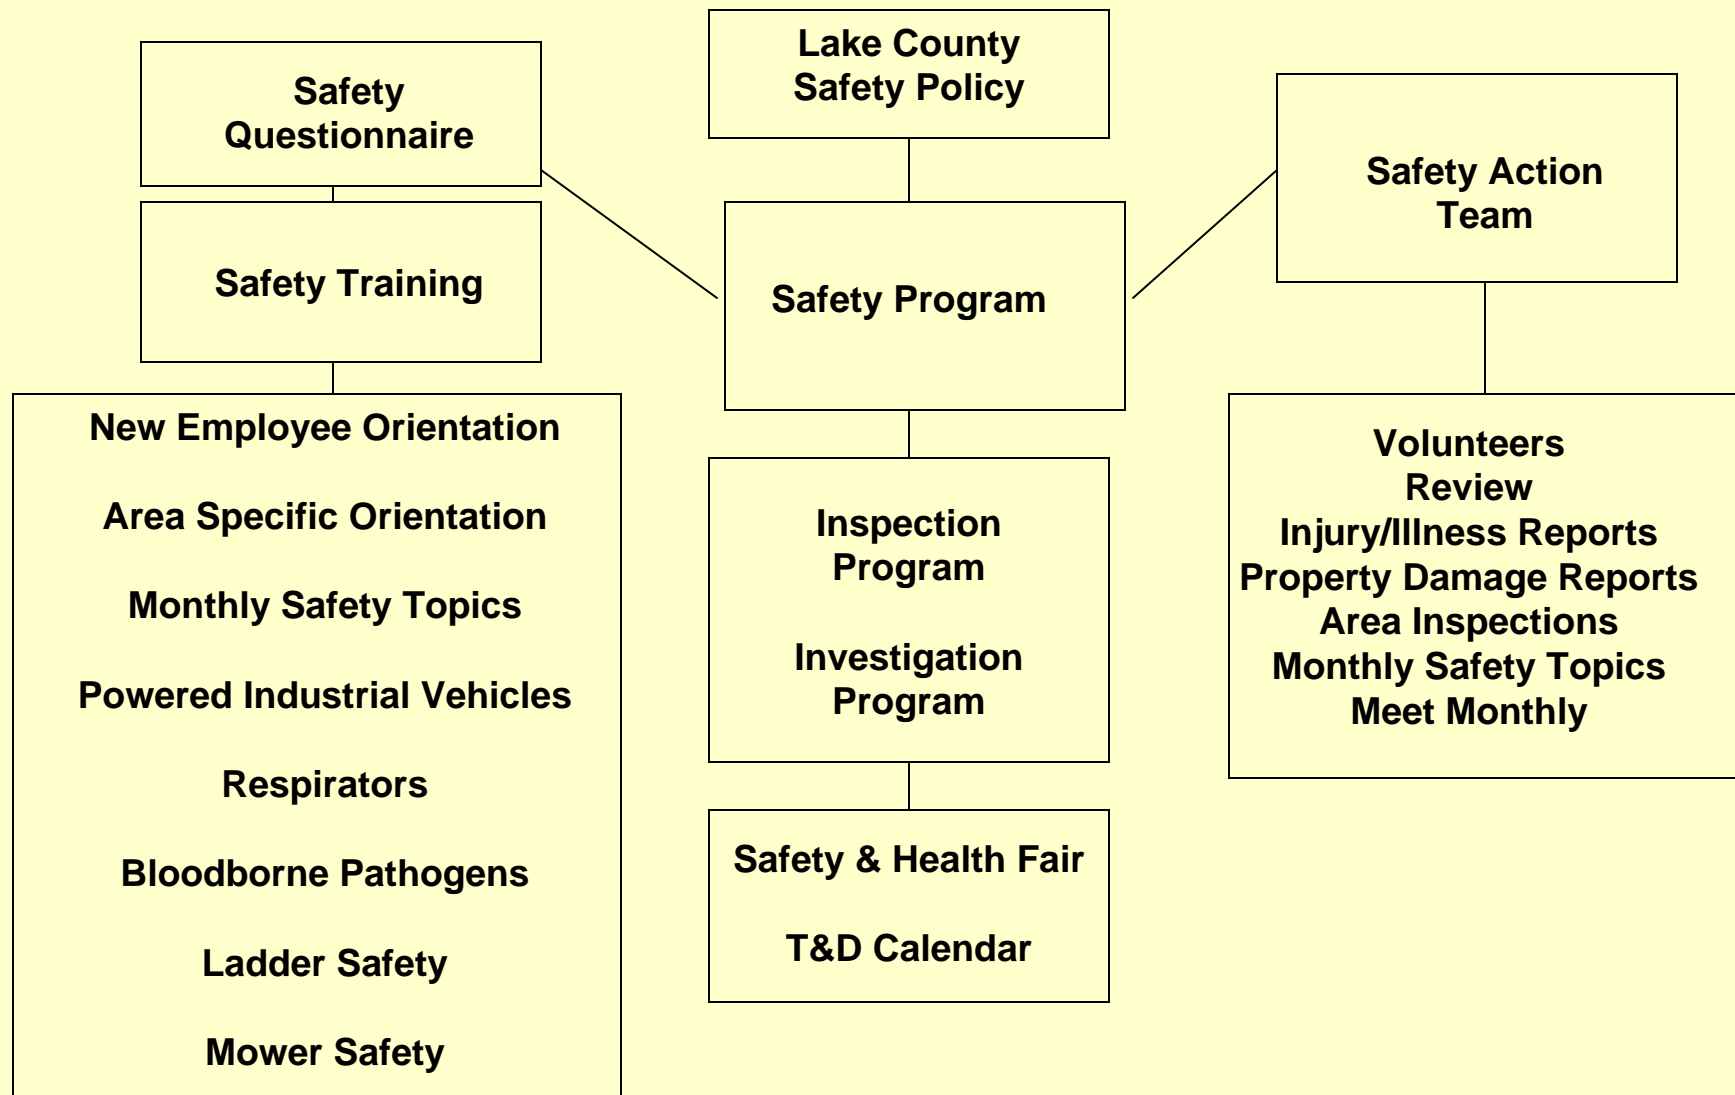 Lake County
Safety Policy
Safety
Questionnaire
Safety Action
Team
Safety Training
Safety Program
New Employee Orientation
Area Specific Orientation
Monthly Safety Topics
Powered Industrial Vehicles
Respirators
Bloodborne Pathogens
Ladder Safety
Mower Safety
Inspection
Program
Investigation
Program
Safety & Health Fair
T&D Calendar
Volunteers
Review
Injury/Illness Reports
Property Damage Reports
Area Inspections
Monthly Safety Topics
Meet Monthly